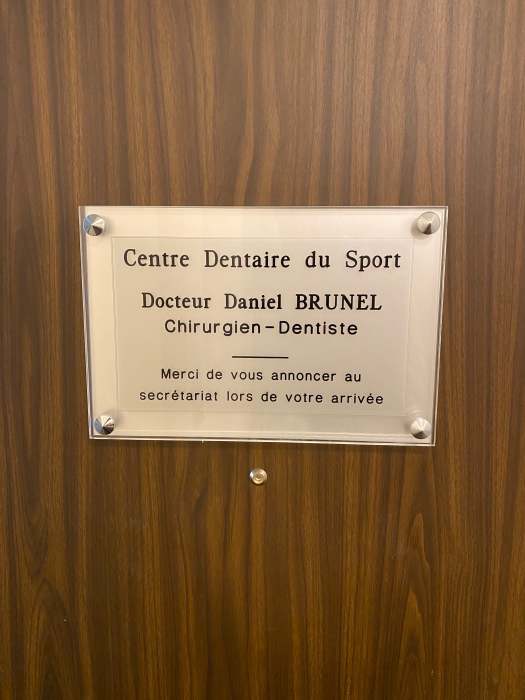 Centre Dentaire du Sport
Docteur Daniel BRUNEL
Chirurgien-Dentiste
Merci de vous annoncer au
secrétariat lors de votre arrivée